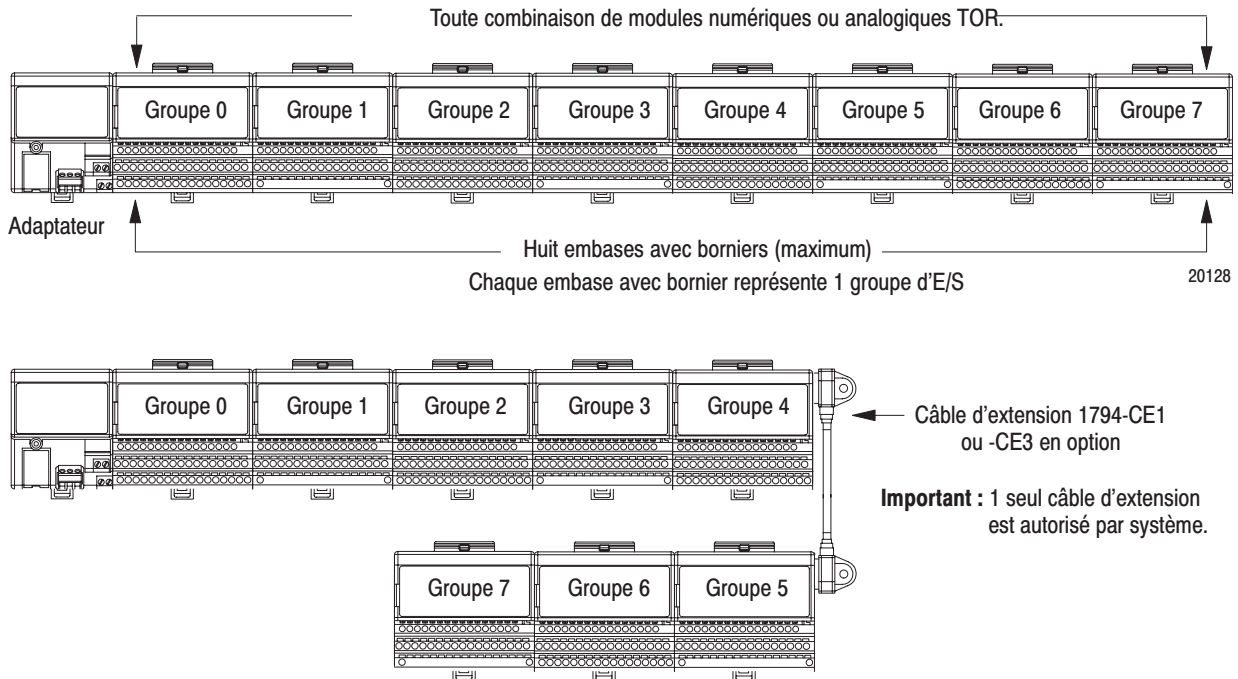 Toute combinaison de modules numériques ou analogiques TOR.
Groupe 0 Groupe 1 Groupe 2 Groupe 3 Groupe 4 Groupe 5 Groupe 6 Groupe 7
Adaptateur
Huit embases avec borniers (maximum)
Chaque embase avec bornier représente 1 groupe d'E/S
20128
Groupe 0 Groupe 1 Groupe 2 Groupe 3 Groupe 4
Câble d'extension 1794-CE1
ou -CE3 en option
Important : 1 seul câble d'extension
est autorisé par système.
Groupe 7 Groupe 6 Groupe 5